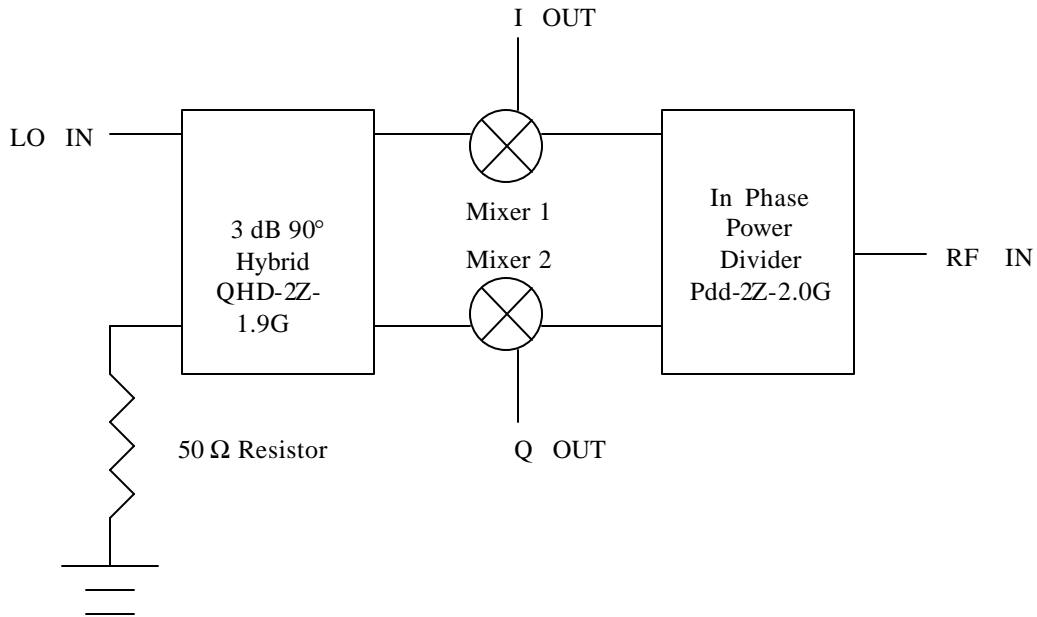 I OUT
LO IN
3 dB 90°
Hybrid
QHD-2Z-
1.9G
Mixer 1
Mixer 2
In Phase
Power
Divider
Pdd-2Z-2.0G
RF IN
50 Ω Resistor
Q OUT